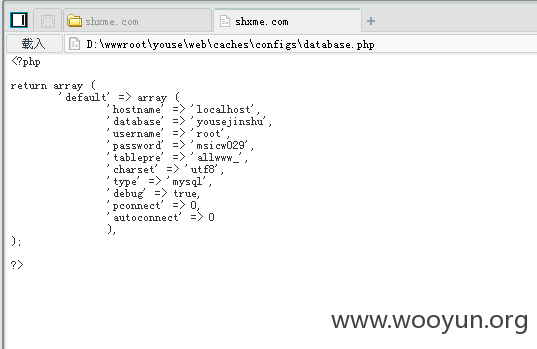 shxme.com
shxme.com
载入
D:\wwwroot\youse\web\caches\configs\database.php
<?php
return array (
'default' => array (
'hostname' => 'localhost',
'database' => 'yousejinshu',
'username' => 'root',
'password' => 'msicw029',
'tablepre' => 'allwww_',
'charset' => 'utf8',
'type' => 'mysql',
'debug' => true,
'pconnect' => 0,
'autoconnect' => 0
),
);
?>
www.wooyun.org